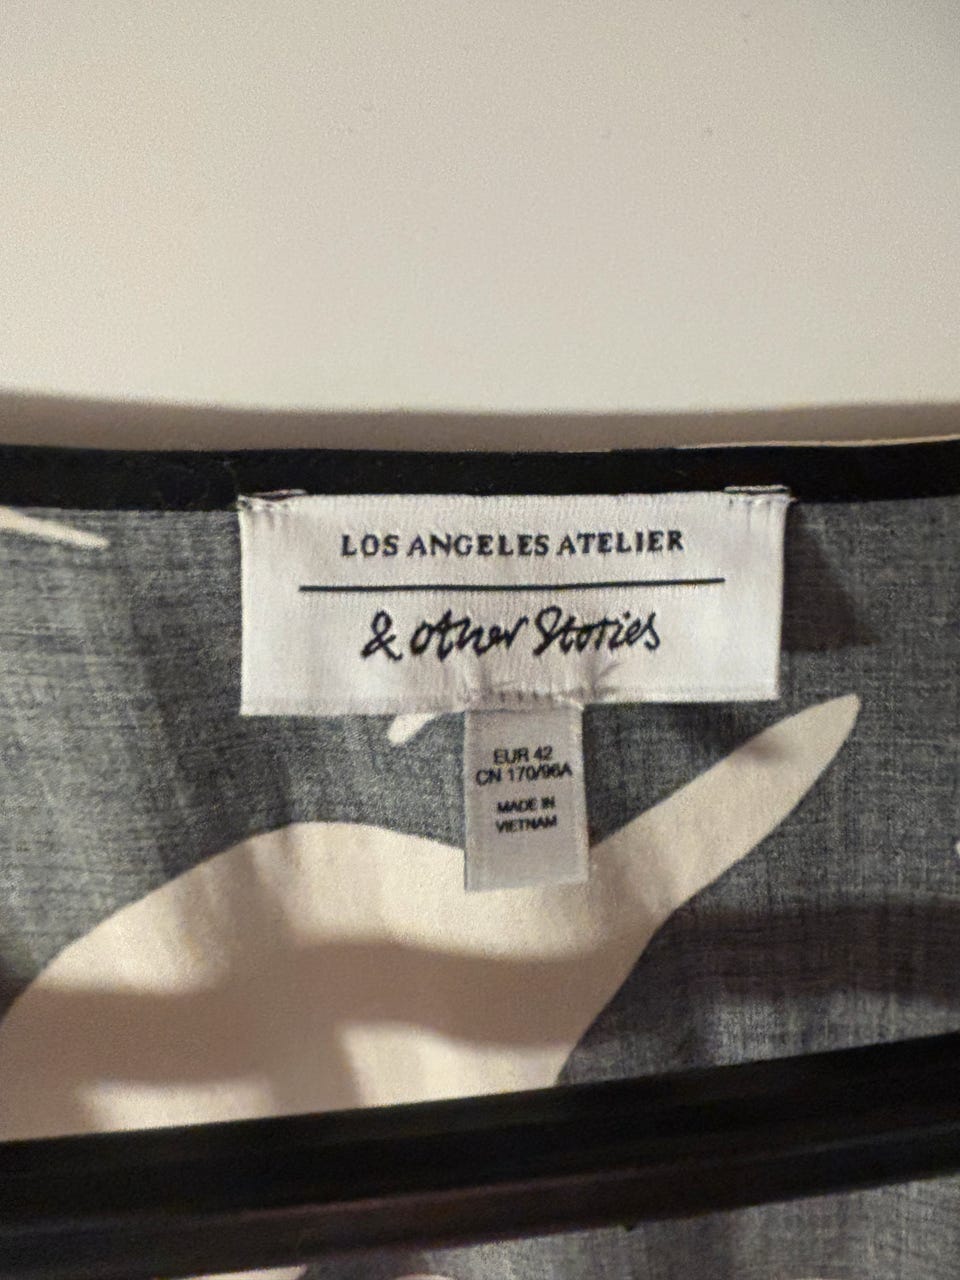 LOS ANGELES ATELIER
& other Stories
EUR 42
CN 170/96A
MADE IN
VIETNAM